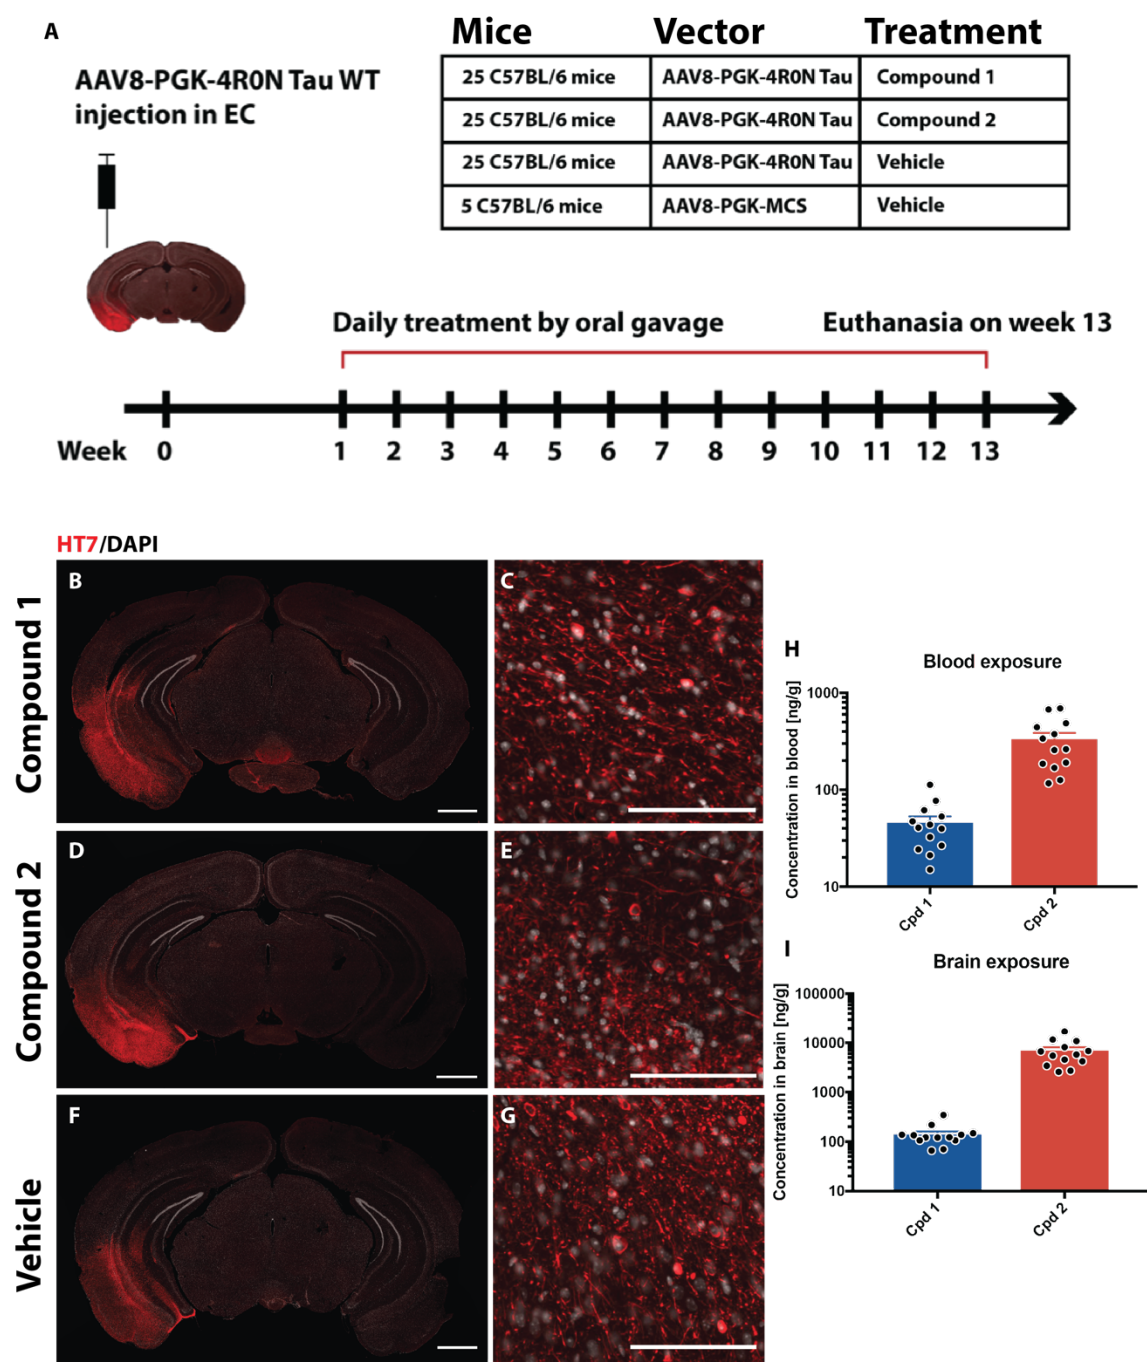 A
AAV8-PGK-4R0N Tau WT
injection in EC
Mice Vector Treatment
25 C57BL/6 mice AAV8-PGK-4R0N Tau Compound 1
25 C57BL/6 mice AAV8-PGK-4R0N Tau Compound 2
25 C57BL/6 mice AAV8-PGK-4R0N Tau Vehicle
5 C57BL/6 mice AAV8-PGK-MCS Vehicle
Daily treatment by oral gavage Euthanasia on week 13
Week 0 1 2 3 4 5 6 7 8 9 10 11 12 13
HT7/DAPI
Compound 1
B
C
Compound 2
D
E
Vehicle
F
G
H
Blood exposure
Concentration in blood [ng/g]
1000
100
10
Cpd 1
Cpd 2
I
Brain exposure
Concentration in brain [ng/g]
100000
10000
1000
100
10
Cpd 1
Cpd 2